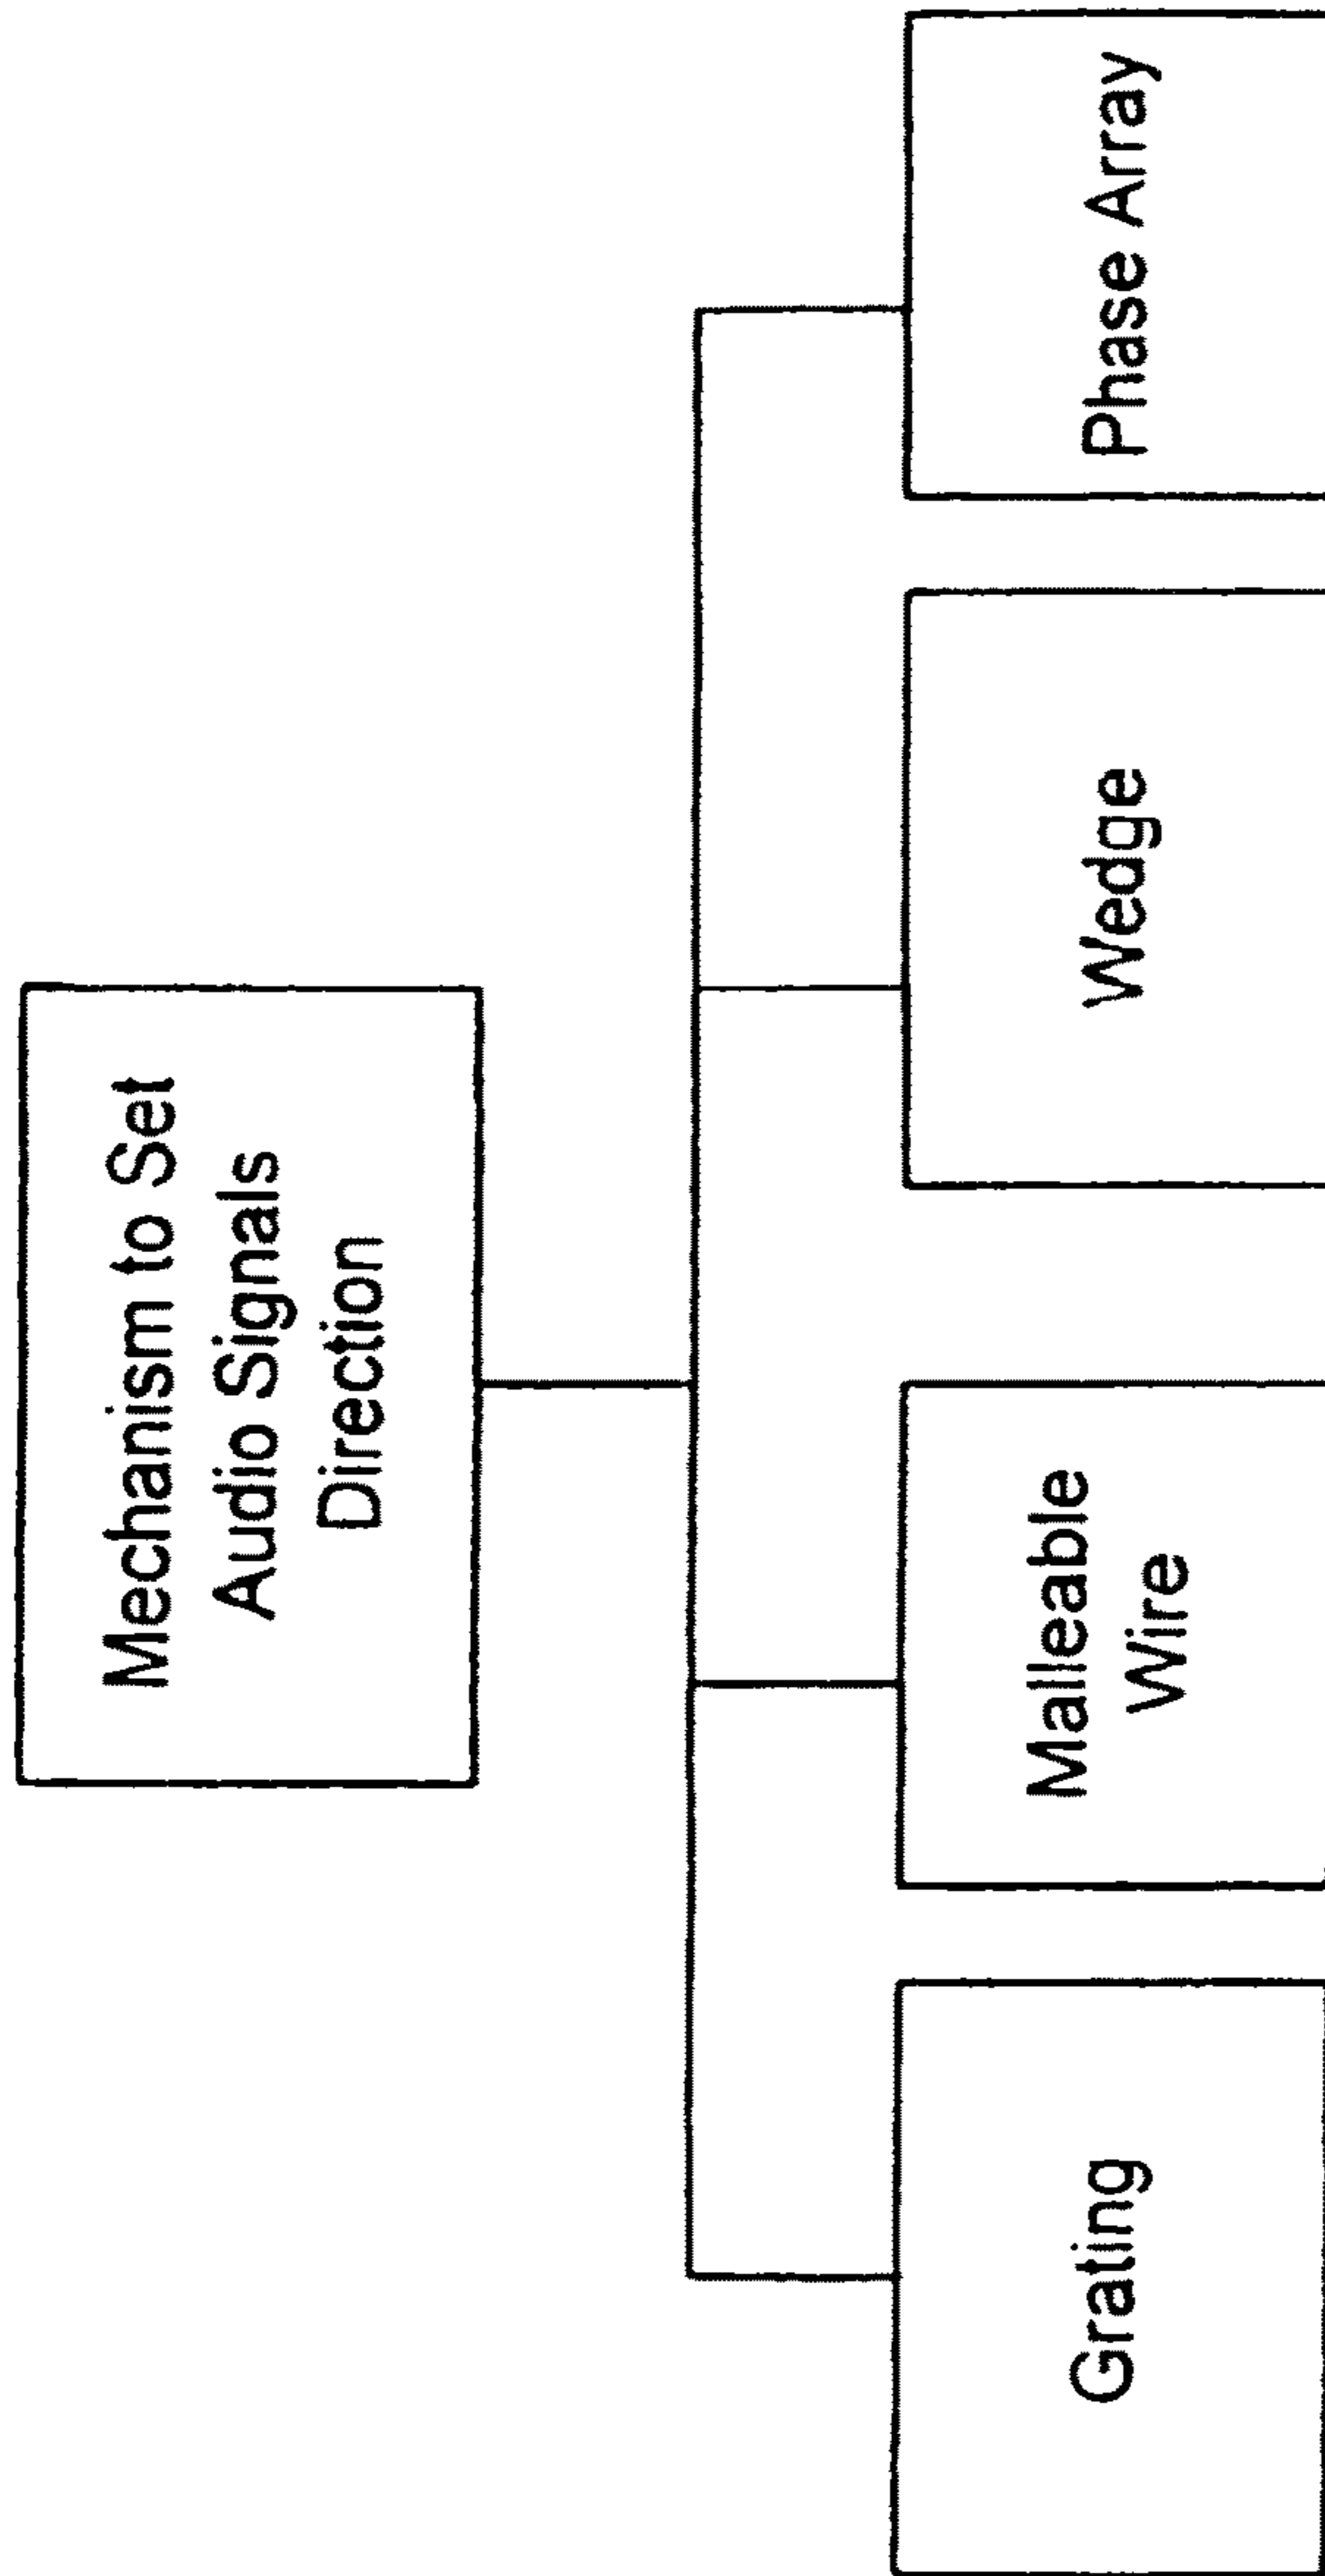 Mechanism to Set
Audio Signals
Direction
Grating
Malleable
Wire
Wedge
Phase Array